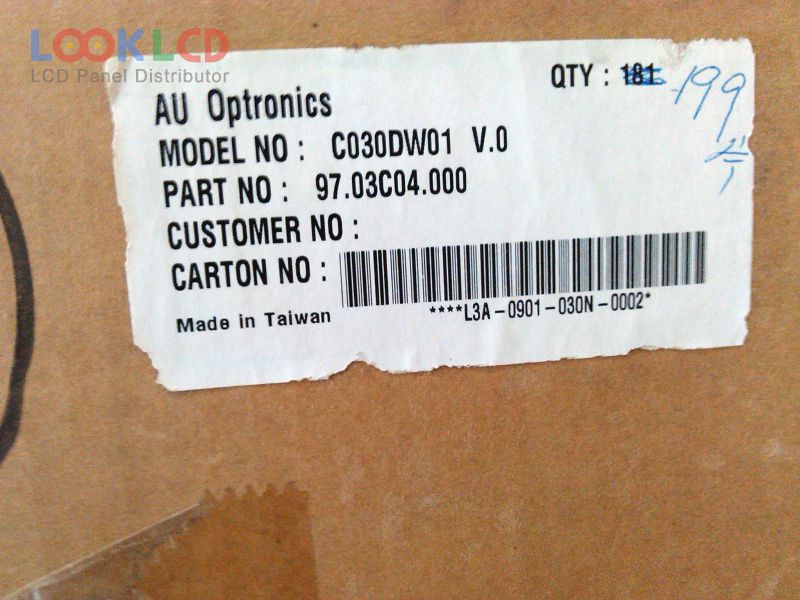 LOOKLCD
LCD Panel Distributor
QTY : 181 199
AU Optronics
MODEL NO : C030DW01 V.0
PART NO : 97.03C04.000
CUSTOMER NO :
CARTON NO :
****L3A-0901-030N-0002*
Made in Taiwan